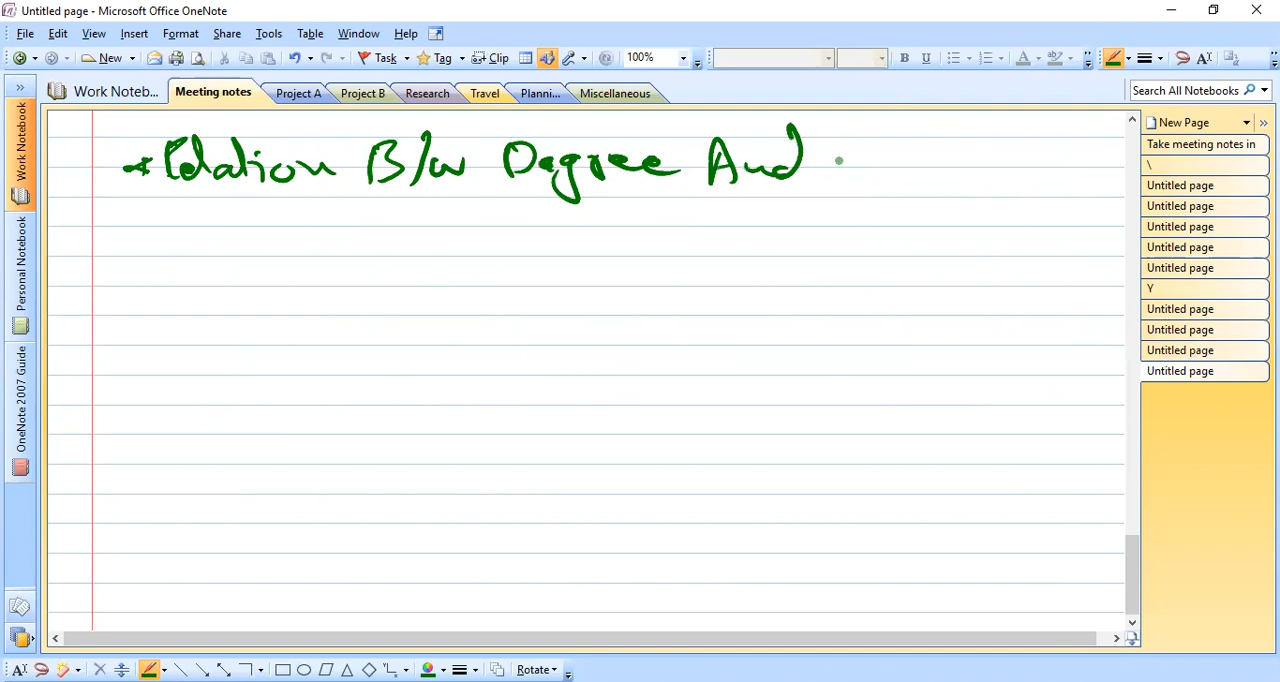 Untitled page - Microsoft Office OneNote
File Edit View Insert Format Share Tools Table Window Help
New Task Tag Clip 100% B U A ab A
Work Noteb... Meeting notes Project A Project B Research Travel Planni... Miscellaneous Search All Notebooks
New Page
Take meeting notes in
\
Untitled page
Untitled page
Untitled page
Untitled page
Untitled page
Y
Untitled page
Untitled page
Untitled page
Untitled page
Work Notebook
Personal Notebook
OneNote 2007 Guide
* Relation B/w Degree And
A Rotate